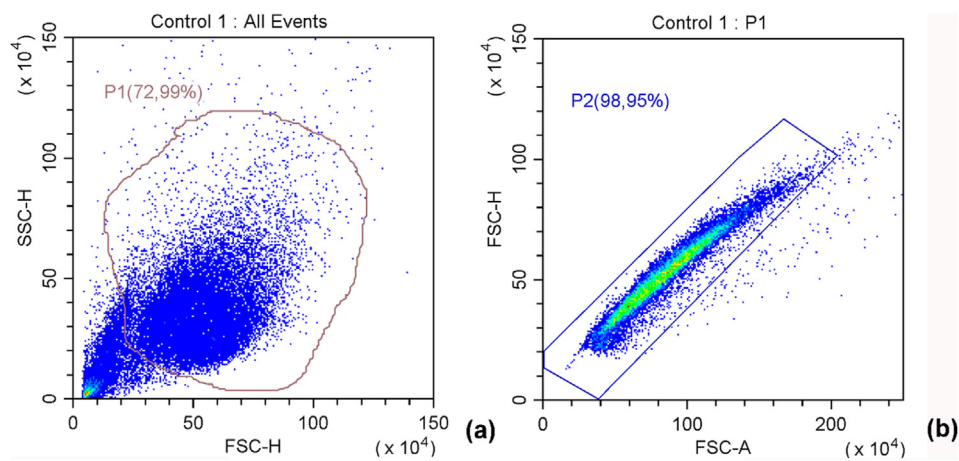 Control 1 : All Events
(x 10⁴)
150
P1(72,99%)
100
SSC-H
50
0
0 50 100 150
FSC-H (x 10⁴)
(a)
Control 1 : P1
(x 10⁴)
150
P2(98,95%)
100
FSC-H
50
0
0 100 200
FSC-A (x 10⁴)
(b)